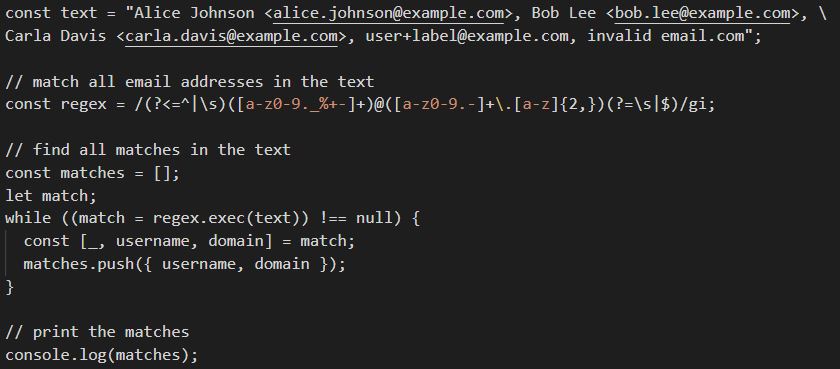 const text = "Alice Johnson <alice.johnson@example.com>, Bob Lee <bob.lee@example.com>, \
Carla Davis <carla.davis@example.com>, user+label@example.com, invalid email.com";

// match all email addresses in the text
const regex = /(?<=^|\s)([a-z0-9._%+-]+)@([a-z0-9.-]+\.[a-z]{2,})(?=\s|$)/gi;

// find all matches in the text
const matches = [];
let match;
while ((match = regex.exec(text)) !== null) {
  const [_, username, domain] = match;
  matches.push({ username, domain });
}

// print the matches
console.log(matches);